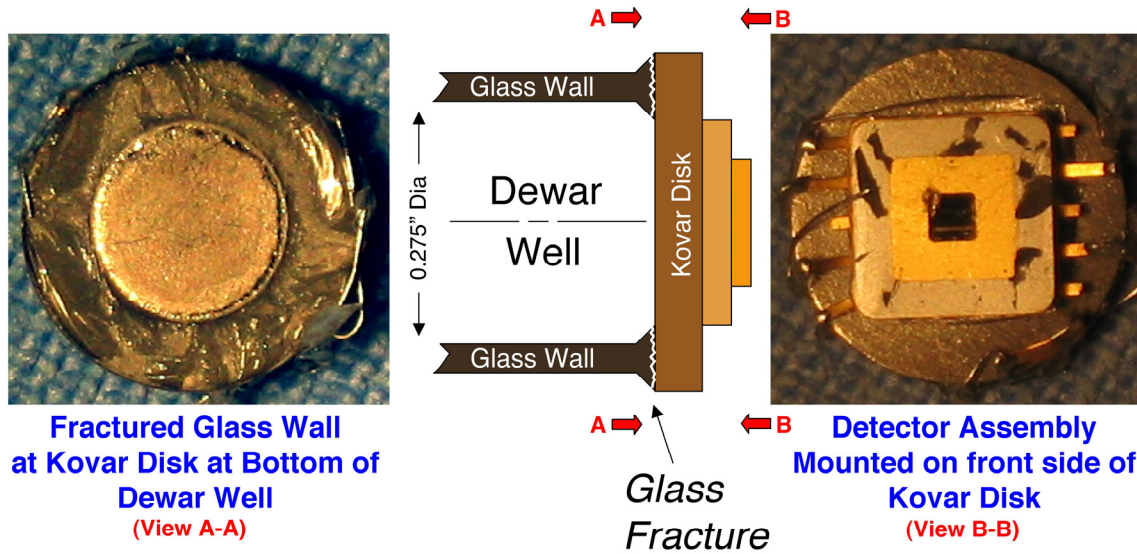 A
B
Glass Wall
0.275” Dia
Dewar
Well
Kovar Disk
Glass Wall
A
B
Fractured Glass Wall
at Kovar Disk at Bottom of
Dewar Well
(View A-A)
Glass
Fracture
Detector Assembly
Mounted on front side of
Kovar Disk
(View B-B)